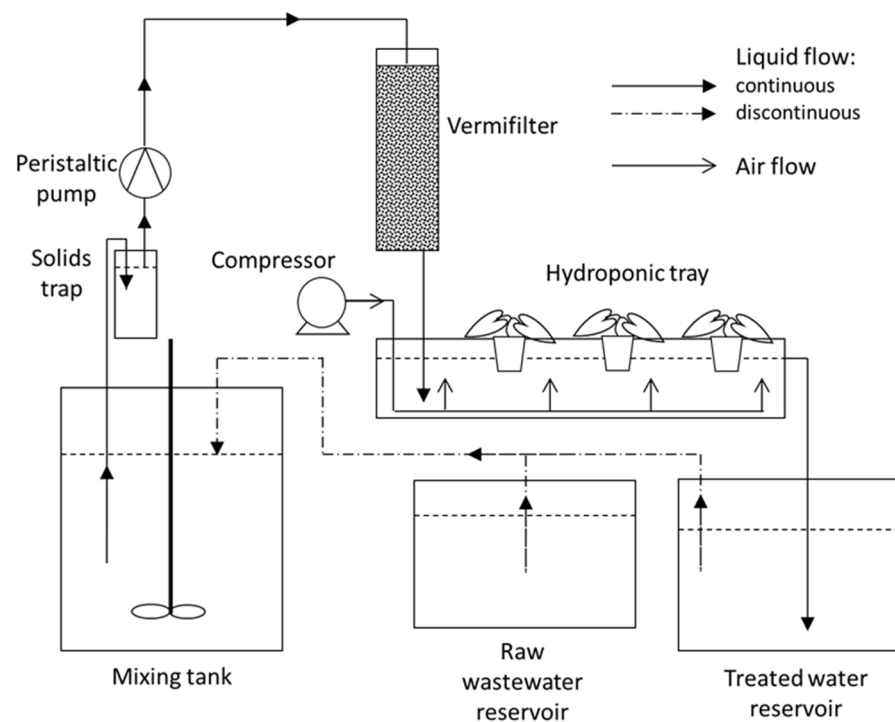 Liquid flow:
continuous
discontinuous
Air flow
Vermifilter
Peristaltic
pump
Solids
trap
Compressor
Hydroponic tray
Mixing tank
Raw
wastewater
reservoir
Treated water
reservoir